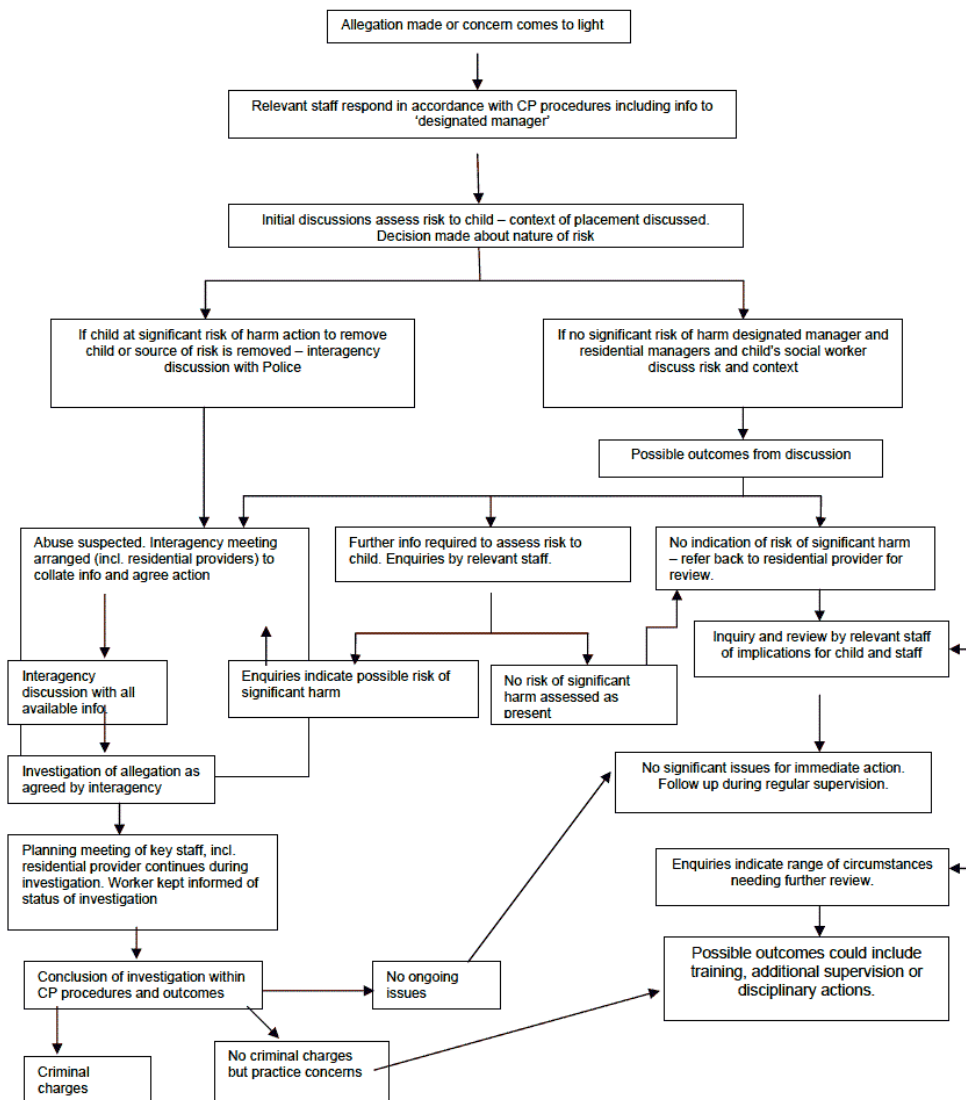 Allegation made or concern comes to light
Relevant staff respond in accordance with CP procedures including info to
‘designated manager’
Initial discussions assess risk to child – context of placement discussed.
Decision made about nature of risk
If child at significant risk of harm action to remove
child or source of risk is removed – interagency
discussion with Police
If no significant risk of harm designated manager and
residential managers and child's social worker
discuss risk and context
Possible outcomes from discussion
Abuse suspected. Interagency meeting
arranged (incl. residential providers) to
collate info and agree action
Further info required to assess risk to
child. Enquiries by relevant staff.
No indication of risk of significant harm
– refer back to residential provider for
review.
Inquiry and review by relevant staff
of implications for child and staff
Interagency
discussion with all
available info.
Enquiries indicate possible risk of
significant harm
No risk of significant
harm assessed as
present
Investigation of allegation as
agreed by interagency
No significant issues for immediate action.
Follow up during regular supervision.
Planning meeting of key staff, incl.
residential provider continues during
investigation. Worker kept informed of
status of investigation
Enquiries indicate range of circumstances
needing further review.
Conclusion of investigation within
CP procedures and outcomes
No ongoing
issues
Possible outcomes could include
training, additional supervision or
disciplinary actions.
Criminal
charges
No criminal charges
but practice concerns